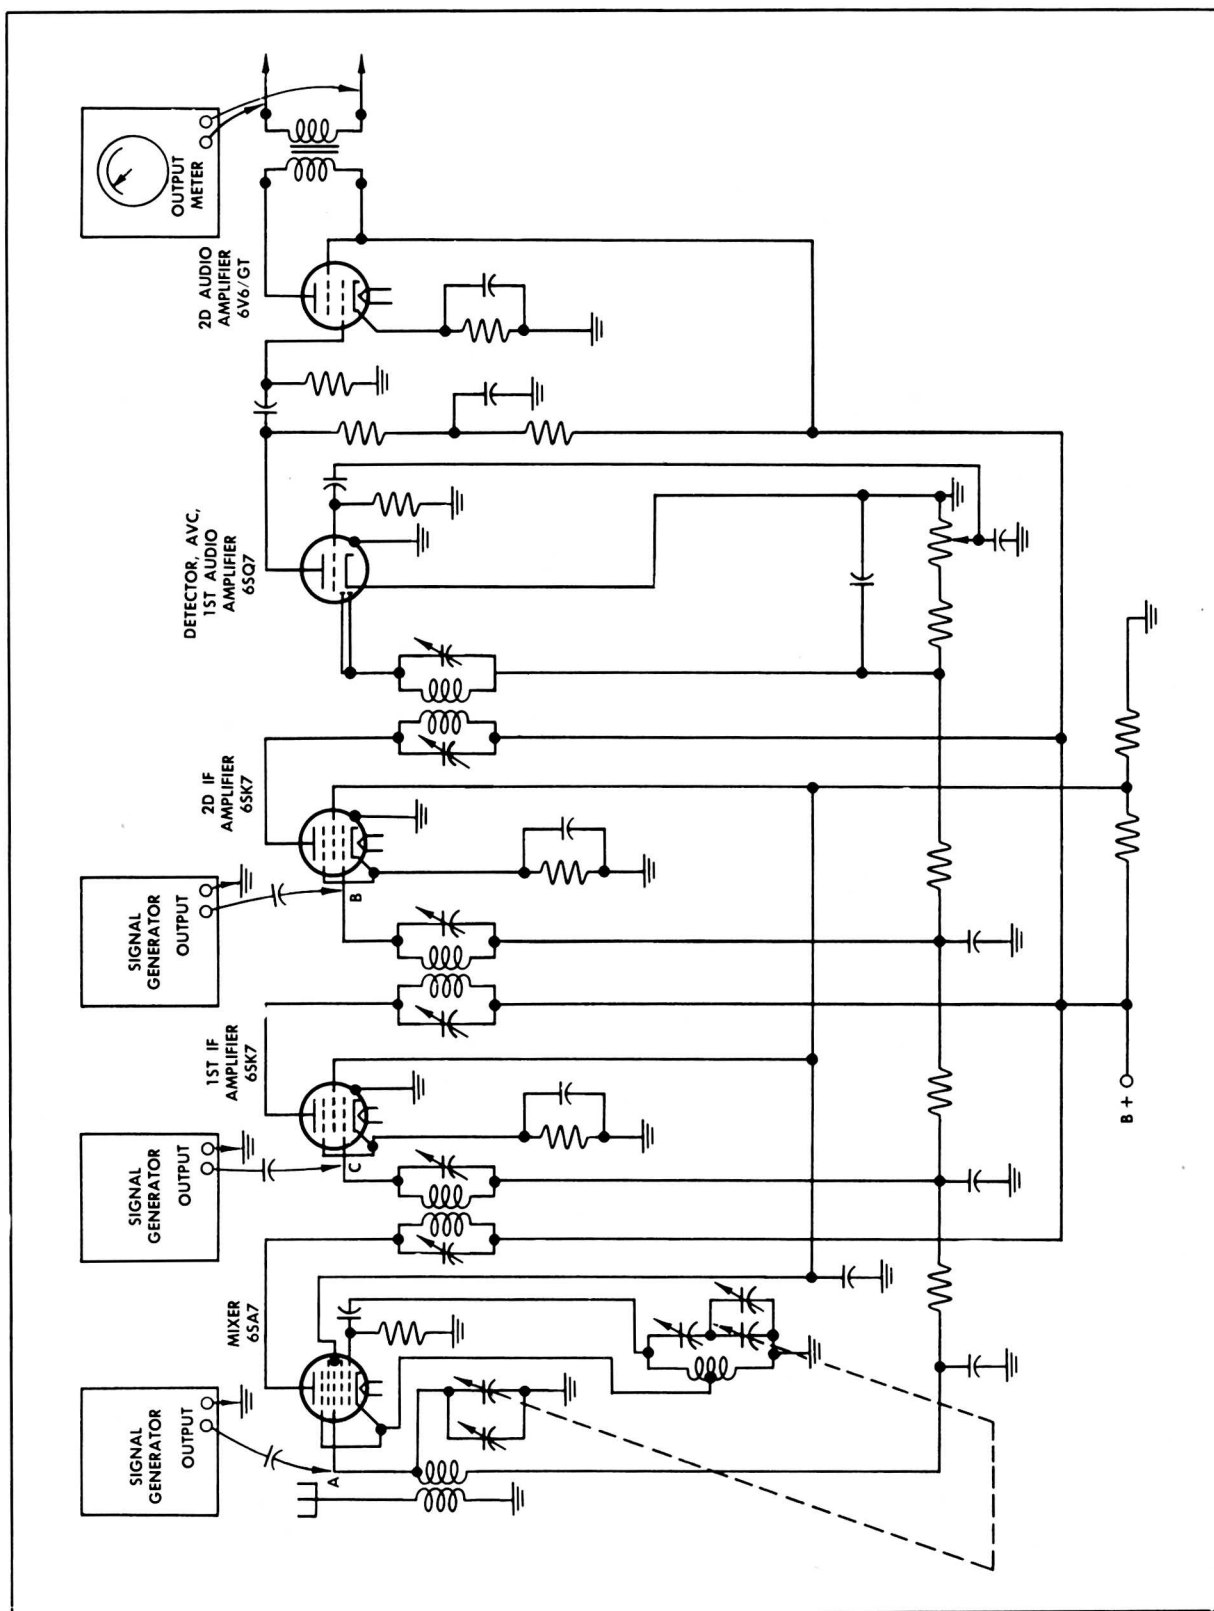 SIGNAL
GENERATOR
OUTPUT
A
MIXER
6SA7
SIGNAL
GENERATOR
OUTPUT
C
1ST IF
AMPLIFIER
6SK7
SIGNAL
GENERATOR
OUTPUT
B
2D IF
AMPLIFIER
6SK7
DETECTOR, AVC,
1ST AUDIO
AMPLIFIER
6SQ7
2D AUDIO
AMPLIFIER
6V6/GT
OUTPUT
METER
B +